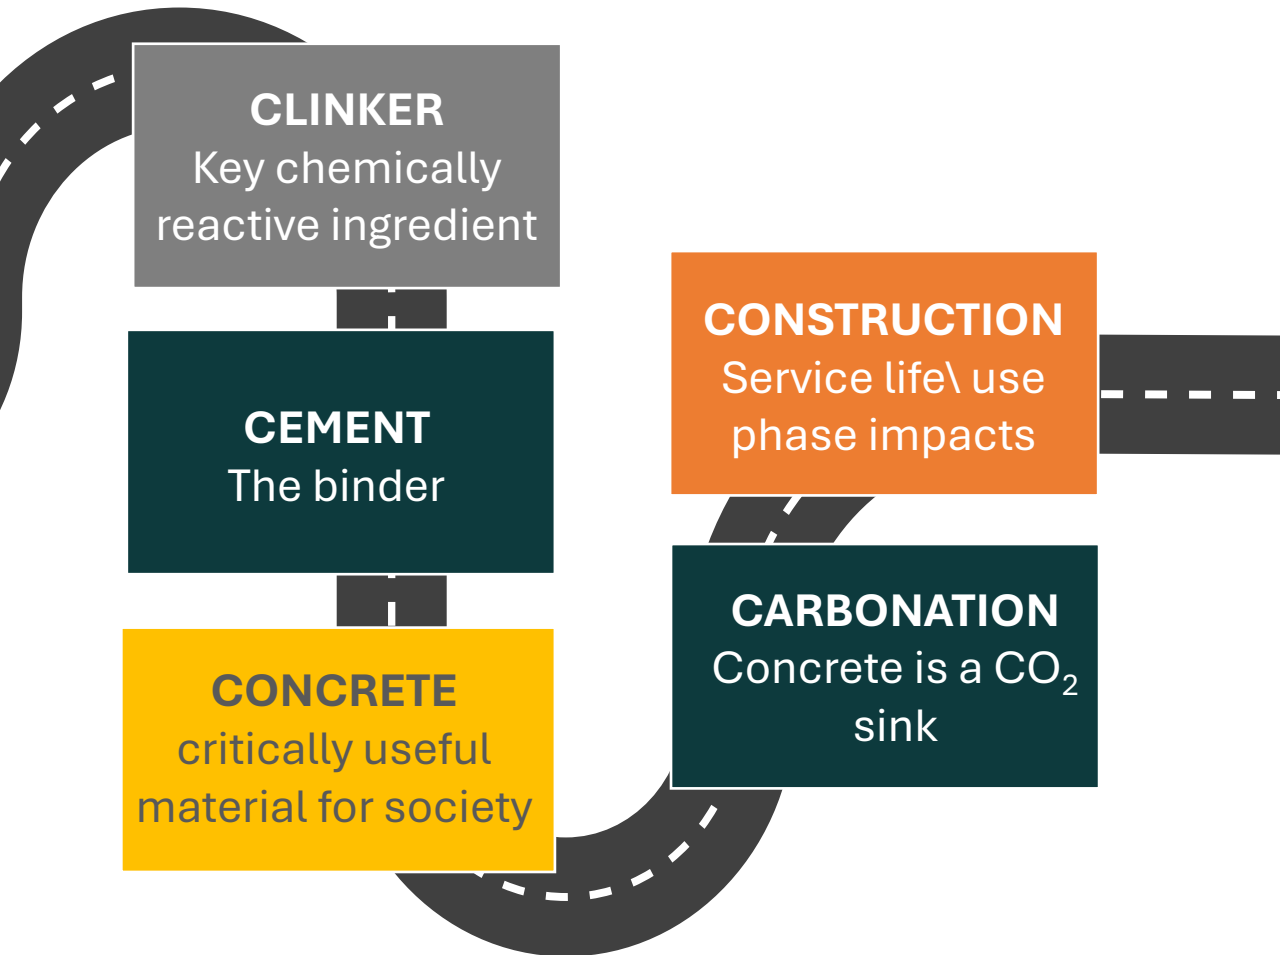 CLINKER
Key chemically
reactive ingredient
CEMENT
The binder
CONCRETE
critically useful
material for society
CONSTRUCTION
Service life\ use
phase impacts
CARBONATION
Concrete is a CO₂
sink